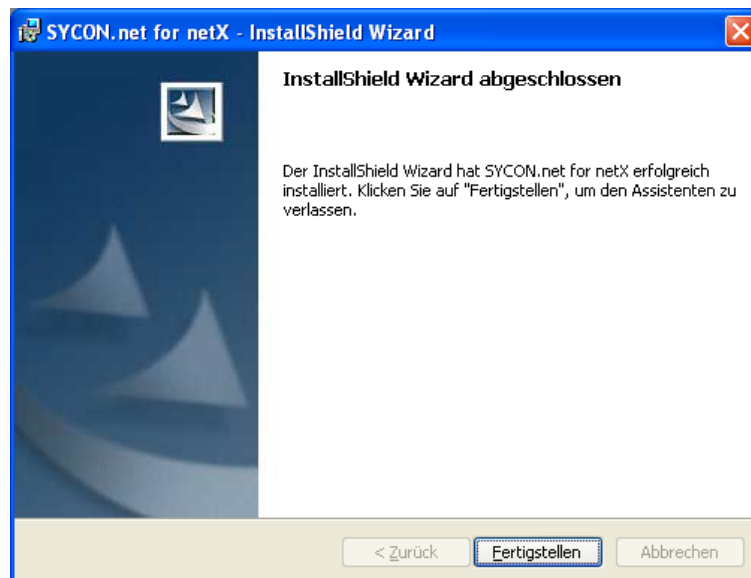 SYCON.net for netX - InstallShield Wizard
InstallShield Wizard abgeschlossen
Der InstallShield Wizard hat SYCON.net for netX erfolgreich
installiert. Klicken Sie auf "Fertigstellen", um den Assistenten zu
verlassen.
< Zurück Fertigstellen Abbrechen